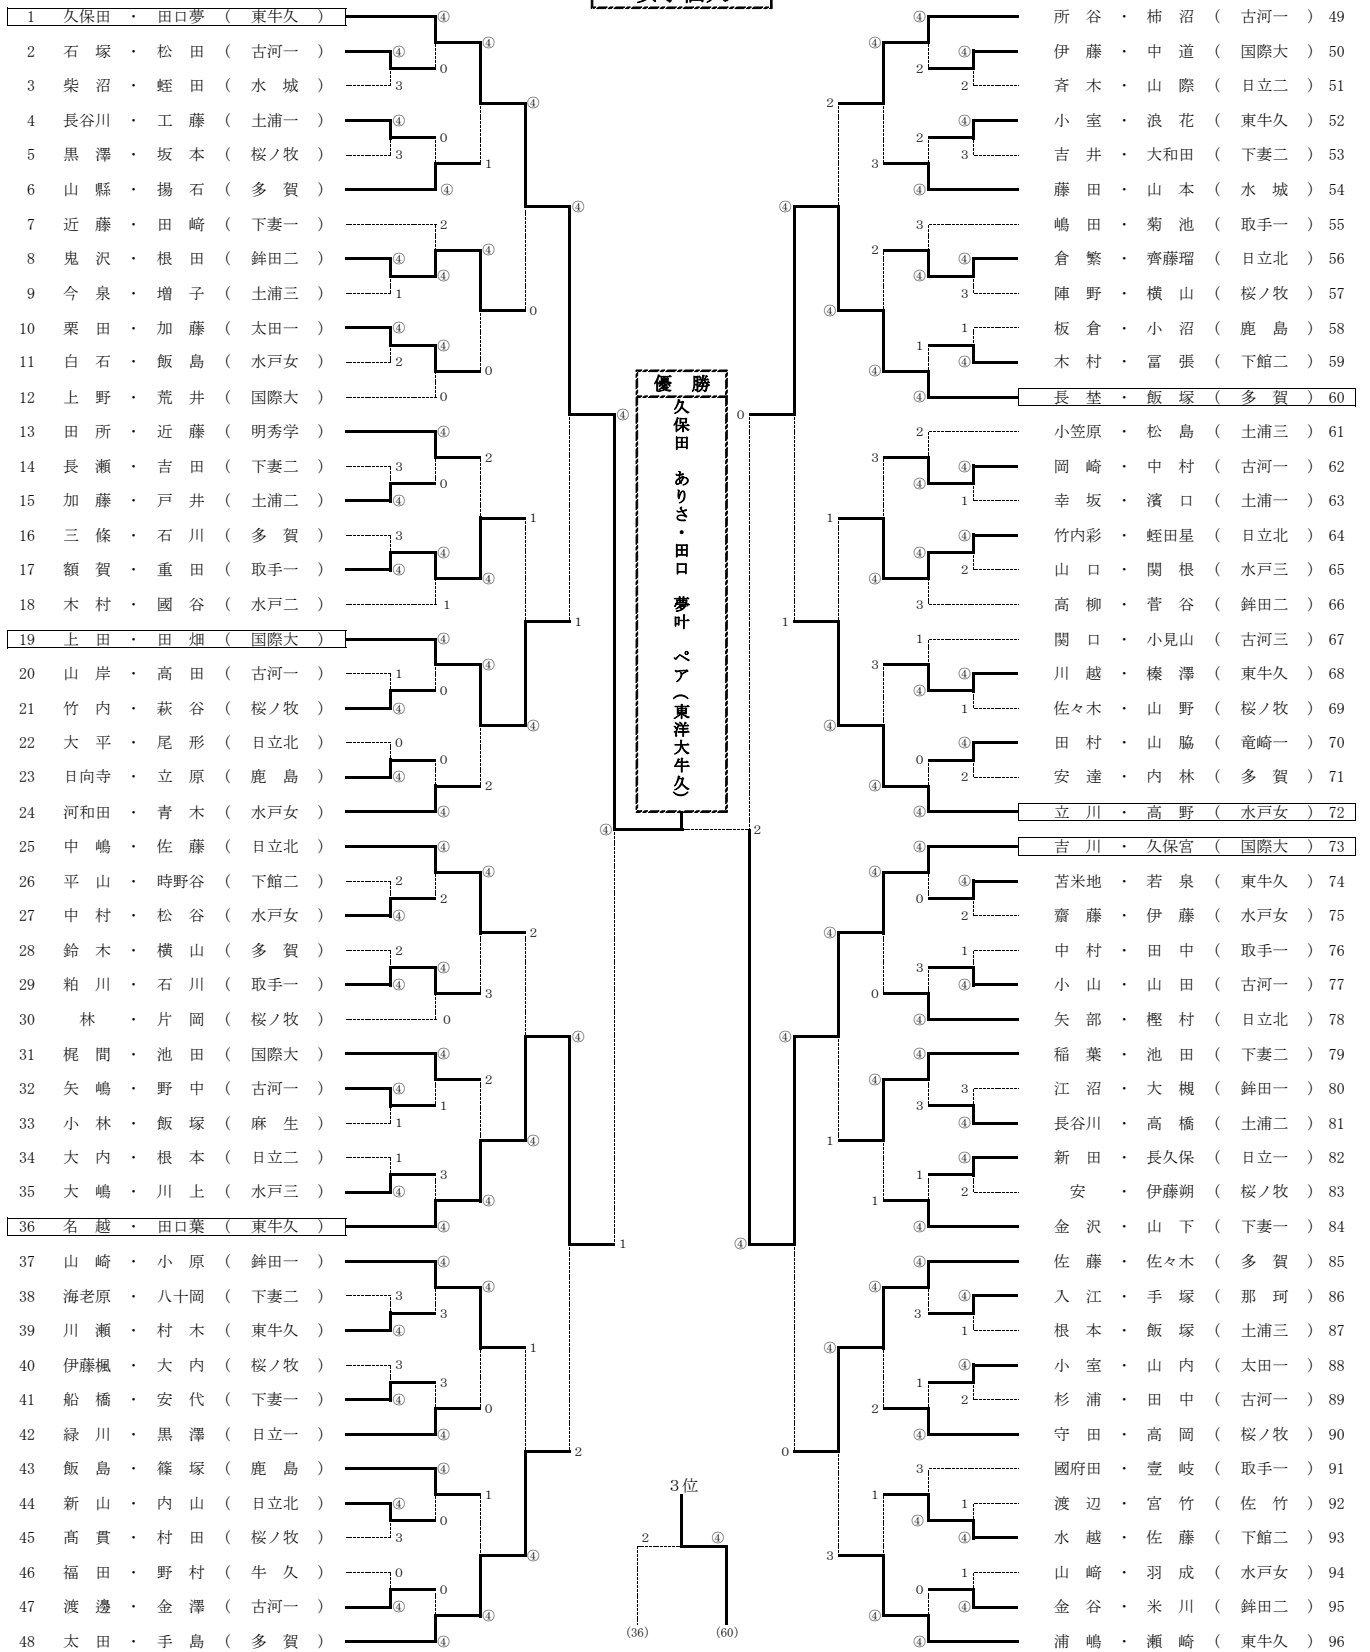 1 久保田 ・ 田口夢 ( 東牛久 )
2 石塚 ・ 松田 ( 古河一 )
3 柴沼 ・ 蛭田 ( 水城 )
4 長谷川 ・ 工藤 ( 土浦一 )
5 黒澤 ・ 坂本 ( 桜ノ牧 )
6 山縣 ・ 揚石 ( 多賀 )
7 近藤 ・ 田﨑 ( 下妻一 )
8 鬼沢 ・ 根田 ( 鉾田二 )
9 今泉 ・ 増子 ( 土浦三 )
10 栗田 ・ 加藤 ( 太田一 )
11 白石 ・ 飯島 ( 水戸女 )
12 上野 ・ 荒井 ( 国際大 )
13 田所 ・ 近藤 ( 明秀学 )
14 長瀬 ・ 吉田 ( 下妻二 )
15 加藤 ・ 戸井 ( 土浦二 )
16 三條 ・ 石川 ( 多賀 )
17 額賀 ・ 重田 ( 取手一 )
18 木村 ・ 國谷 ( 水戸二 )
19 上田 ・ 田畑 ( 国際大 )
20 山岸 ・ 高田 ( 古河一 )
21 竹内 ・ 萩谷 ( 桜ノ牧 )
22 大平 ・ 尾形 ( 日立北 )
23 日向寺 ・ 立原 ( 鹿島 )
24 河和田 ・ 青木 ( 水戸女 )
25 中嶋 ・ 佐藤 ( 日立北 )
26 平山 ・ 時野谷 ( 下館二 )
27 中村 ・ 松谷 ( 水戸女 )
28 鈴木 ・ 横山 ( 多賀 )
29 粕川 ・ 石川 ( 取手一 )
30 林 ・ 片岡 ( 桜ノ牧 )
31 梶間 ・ 池田 ( 国際大 )
32 矢嶋 ・ 野中 ( 古河一 )
33 小林 ・ 飯塚 ( 麻生 )
34 大内 ・ 根本 ( 日立二 )
35 大嶋 ・ 川上 ( 水戸三 )
36 名越 ・ 田口葉 ( 東牛久 )
37 山崎 ・ 小原 ( 鉾田一 )
38 海老原 ・ 八十岡 ( 下妻二 )
39 川瀬 ・ 村木 ( 東牛久 )
40 伊藤楓 ・ 大内 ( 桜ノ牧 )
41 船橋 ・ 安代 ( 下妻一 )
42 緑川 ・ 黒澤 ( 日立一 )
43 飯島 ・ 篠塚 ( 鹿島 )
44 新山 ・ 内山 ( 日立北 )
45 髙貫 ・ 村田 ( 桜ノ牧 )
46 福田 ・ 野村 ( 牛久 )
47 渡邊 ・ 金澤 ( 古河一 )
48 太田 ・ 手島 ( 多賀 )
優勝
久保田 ありさ・田口 夢叶 ペア(東洋大牛久)
3位
2 ④
(36) (60)
所谷 ・ 柿沼 ( 古河一 ) 49
伊藤 ・ 中道 ( 国際大 ) 50
斉木 ・ 山際 ( 日立二 ) 51
小室 ・ 浪花 ( 東牛久 ) 52
吉井 ・ 大和田 ( 下妻二 ) 53
藤田 ・ 山本 ( 水城 ) 54
嶋田 ・ 菊池 ( 取手一 ) 55
倉繁 ・ 齊藤瑠 ( 日立北 ) 56
陣野 ・ 横山 ( 桜ノ牧 ) 57
板倉 ・ 小沼 ( 鹿島 ) 58
木村 ・ 冨張 ( 下館二 ) 59
長埜 ・ 飯塚 ( 多賀 ) 60
小笠原 ・ 松島 ( 土浦三 ) 61
岡崎 ・ 中村 ( 古河一 ) 62
幸坂 ・ 濱口 ( 土浦一 ) 63
竹内彩 ・ 蛭田星 ( 日立北 ) 64
山口 ・ 関根 ( 水戸三 ) 65
高柳 ・ 菅谷 ( 鉾田二 ) 66
関口 ・ 小見山 ( 古河三 ) 67
川越 ・ 榛澤 ( 東牛久 ) 68
佐々木 ・ 山野 ( 桜ノ牧 ) 69
田村 ・ 山脇 ( 竜崎一 ) 70
安達 ・ 内林 ( 多賀 ) 71
立川 ・ 高野 ( 水戸女 ) 72
吉川 ・ 久保宮 ( 国際大 ) 73
苫米地 ・ 若泉 ( 東牛久 ) 74
齋藤 ・ 伊藤 ( 水戸女 ) 75
中村 ・ 田中 ( 取手一 ) 76
小山 ・ 山田 ( 古河一 ) 77
矢部 ・ 樫村 ( 日立北 ) 78
稲葉 ・ 池田 ( 下妻二 ) 79
江沼 ・ 大槻 ( 鉾田一 ) 80
長谷川 ・ 高橋 ( 土浦二 ) 81
新田 ・ 長久保 ( 日立一 ) 82
安 ・ 伊藤朔 ( 桜ノ牧 ) 83
金沢 ・ 山下 ( 下妻一 ) 84
佐藤 ・ 佐々木 ( 多賀 ) 85
入江 ・ 手塚 ( 那珂 ) 86
根本 ・ 飯塚 ( 土浦三 ) 87
小室 ・ 山内 ( 太田一 ) 88
杉浦 ・ 田中 ( 古河一 ) 89
守田 ・ 高岡 ( 桜ノ牧 ) 90
國府田 ・ 壹岐 ( 取手一 ) 91
渡辺 ・ 宮竹 ( 佐竹 ) 92
水越 ・ 佐藤 ( 下館二 ) 93
山﨑 ・ 羽成 ( 水戸女 ) 94
金谷 ・ 米川 ( 鉾田二 ) 95
浦嶋 ・ 瀬崎 ( 東牛久 ) 96